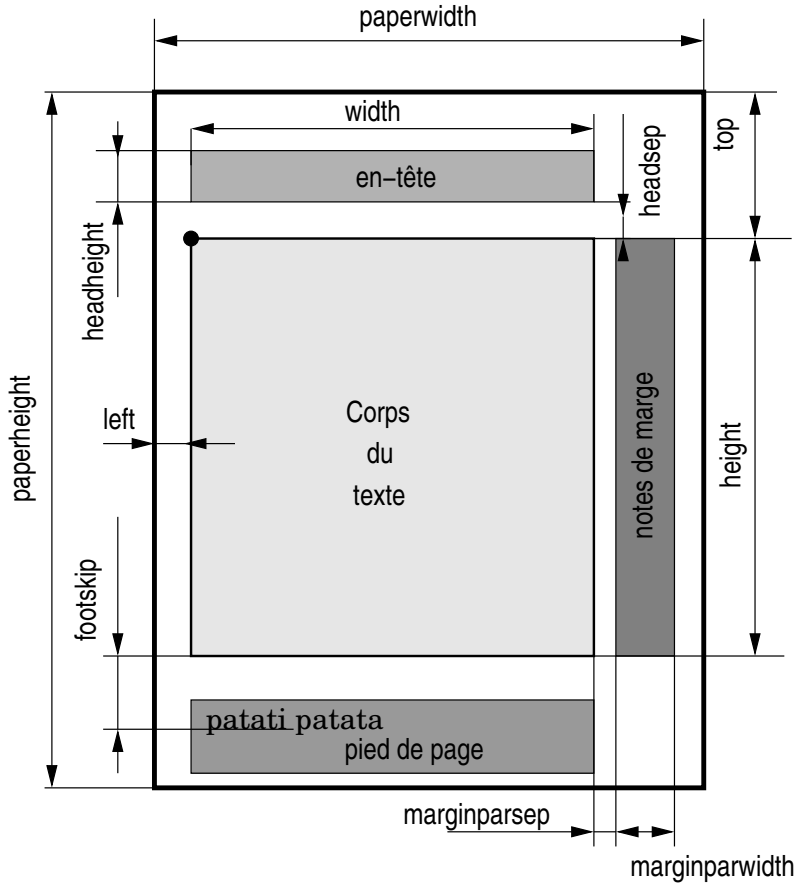 paperwidth
width
top
headsep
en–tête
headheight
paperheight
left
Corps
du
texte
notes de marge
height
footskip
patati patata
pied de page
marginparsep
marginparwidth